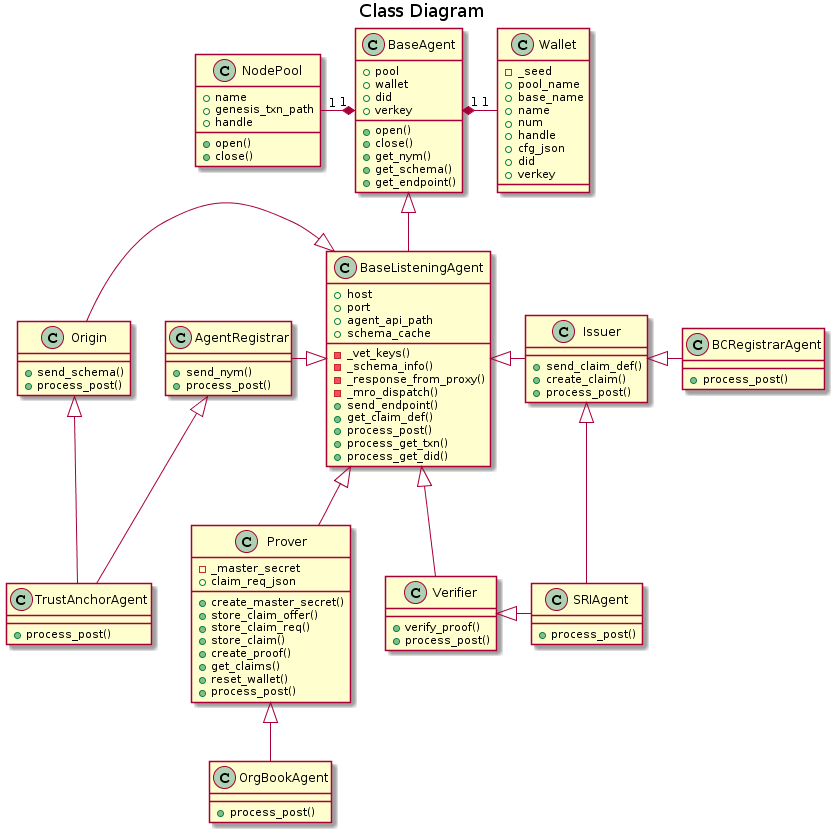 Class Diagram
C NodePool
name
genesis_txn_path
handle
open()
close()
1 1
C BaseAgent
pool
wallet
did
verkey
open()
close()
get_nym()
get_schema()
get_endpoint()
1 1
C Wallet
_seed
pool_name
base_name
name
num
handle
cfg_json
did
verkey
C BaseListeningAgent
host
port
agent_api_path
schema_cache
_vet_keys()
_schema_info()
_response_from_proxy()
_mro_dispatch()
send_endpoint()
get_claim_def()
process_post()
process_get_txn()
process_get_did()
C Origin
send_schema()
process_post()
C AgentRegistrar
send_nym()
process_post()
C Issuer
send_claim_def()
create_claim()
process_post()
C BCRegistrarAgent
process_post()
C TrustAnchorAgent
process_post()
C Prover
_master_secret
claim_req_json
create_master_secret()
store_claim_offer()
store_claim_req()
store_claim()
create_proof()
get_claims()
reset_wallet()
process_post()
C Verifier
verify_proof()
process_post()
C SRIAgent
process_post()
C OrgBookAgent
process_post()